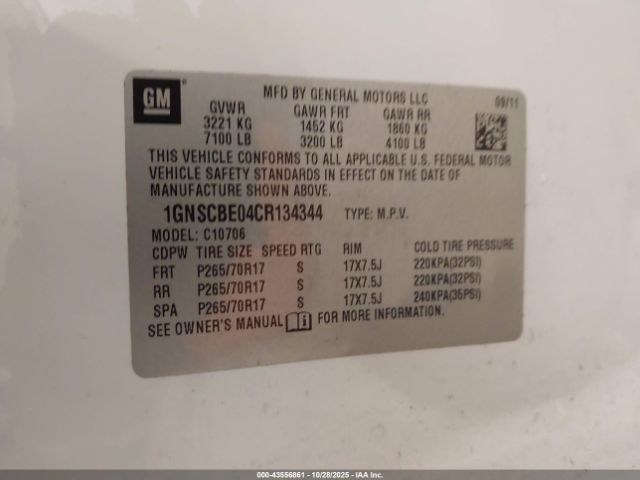 GM ®
MFD BY GENERAL MOTORS LLC 09/11
GVWR GAWR FRT GAWR RR
3221 KG 1452 KG 1860 KG
7100 LB 3200 LB 4100 LB
THIS VEHICLE CONFORMS TO ALL APPLICABLE U.S. FEDERAL MOTOR
VEHICLE SAFETY STANDARDS IN EFFECT ON THE DATE OF
MANUFACTURE SHOWN ABOVE.
1GNSCBE04CR134344 TYPE: M.P.V.
MODEL: C10706
CDPW TIRE SIZE SPEED RTG RIM COLD TIRE PRESSURE
FRT P265/70R17 S 17X7.5J 220KPA(32PSI)
RR P265/70R17 S 17X7.5J 220KPA(32PSI)
SPA P265/70R17 S 17X7.5J 240KPA(35PSI)
SEE OWNER'S MANUAL FOR MORE INFORMATION.
000-43556861 - 10/28/2025 - IAAI Inc.